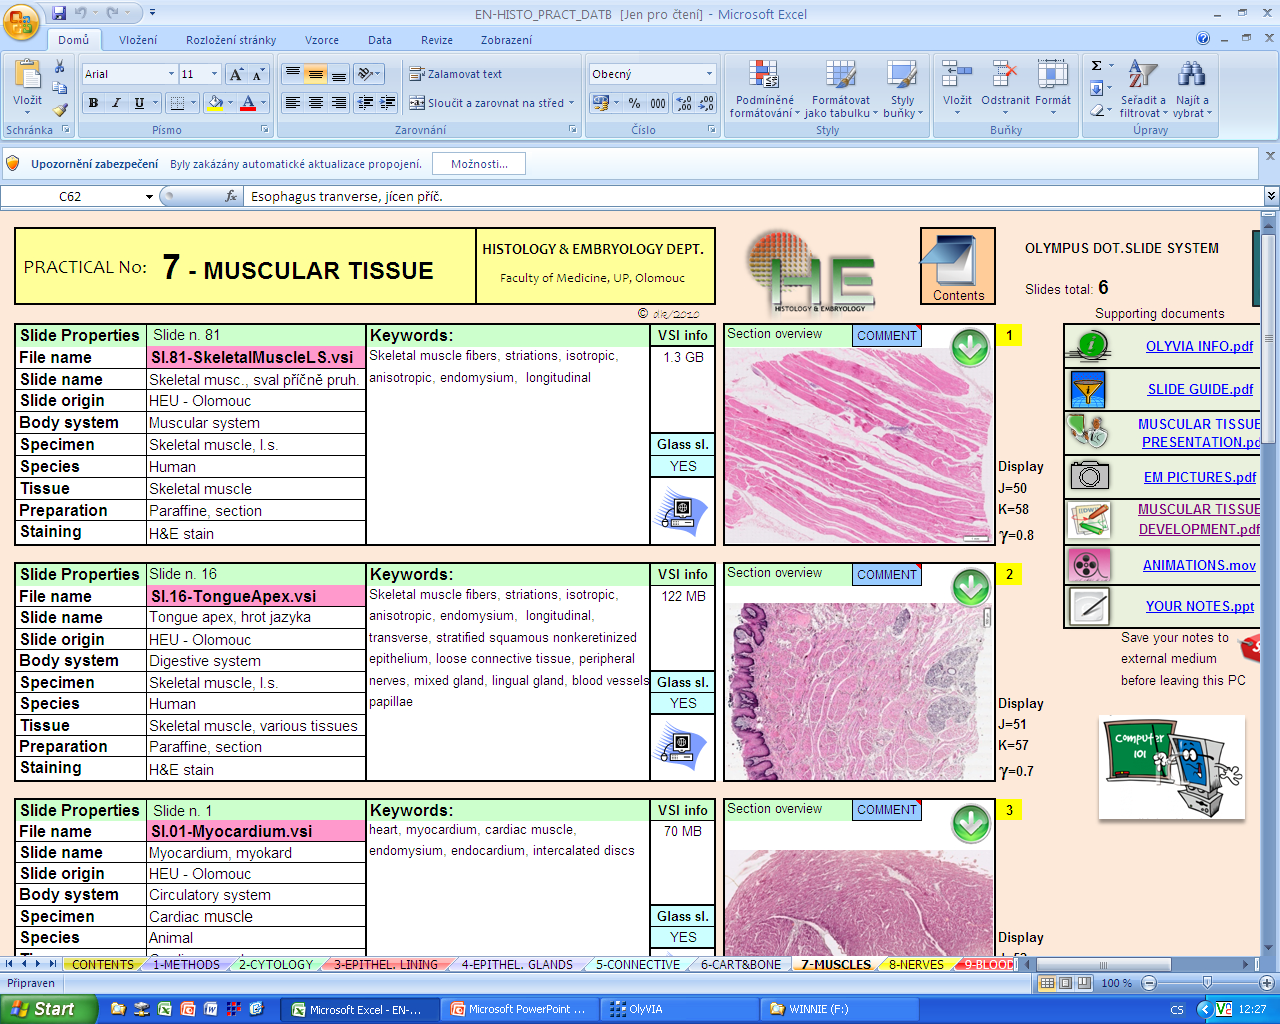 EN-HISTO_PRACT_DATB  [Jen pro čtení] - Microsoft Excel
Domů
Vložení
Rozložení stránky
Vzorce
Data
Revize
Zobrazení
Vložit
Schránka
Arial
11
B I U
Písmo
Zalamovat text
Sloučit a zarovnat na střed
Zarovnání
Obecný
% 000
Číslo
Podmíněné formátování
Formátovat jako tabulku
Styly buňky
Styly
Vložit
Odstranit
Formát
Buňky
Seřadit a filtrovat
Najít a vybrat
Úpravy
Upozornění zabezpečení
Byly zakázány automatické aktualizace propojení.
Možnosti...
C62
fx
Esophagus tranverse, jícen příč.
PRACTICAL No: 7 - MUSCULAR TISSUE
HISTOLOGY & EMBRYOLOGY DEPT.
Faculty of Medicine, UP, Olomouc
HE
HISTOLOGY & EMBRYOLOGY
Contents
OLYMPUS DOT.SLIDE SYSTEM
Slides total: 6
© dk/2010
Supporting documents
Slide Properties
Slide n. 81
Keywords:
VSI info
File name
Sl.81-SkeletalMuscleLS.vsi
Skeletal muscle fibers, striations, isotropic,
anisotropic, endomysium,  longitudinal
1.3 GB
Slide name
Skeletal musc., sval příčně pruh.
Slide origin
HEU - Olomouc
Body system
Muscular system
Specimen
Skeletal muscle, l.s.
Glass sl.
Species
Human
YES
Tissue
Skeletal muscle
Preparation
Paraffine, section
Staining
H&E stain
Section overview
COMMENT
1
Display
J=50
K=58
γ=0.8
OLYVIA INFO.pdf
SLIDE GUIDE.pdf
MUSCULAR TISSUE
PRESENTATION.pd
EM PICTURES.pdf
MUSCULAR TISSUE
DEVELOPMENT.pdf
ANIMATIONS.mov
YOUR NOTES.ppt
Save your notes to
external medium
before leaving this PC
Computer
101
Slide Properties
Slide n. 16
Keywords:
VSI info
File name
Sl.16-TongueApex.vsi
Skeletal muscle fibers, striations, isotropic,
anisotropic, endomysium,  longitudinal,
transverse, stratified squamous nonkeretinized
epithelium, loose connective tissue, peripheral
nerves, mixed gland, lingual gland, blood vessels
papillae
122 MB
Slide name
Tongue apex, hrot jazyka
Slide origin
HEU - Olomouc
Body system
Digestive system
Specimen
Skeletal muscle, l.s.
Glass sl.
Species
Human
YES
Tissue
Skeletal muscle, various tissues
Preparation
Paraffine, section
Staining
H&E stain
Section overview
COMMENT
2
Display
J=51
K=57
γ=0.7
Slide Properties
Slide n. 1
Keywords:
VSI info
File name
Sl.01-Myocardium.vsi
heart, myocardium, cardiac muscle,
endomysium, endocardium, intercalated discs
70 MB
Slide name
Myocardium, myokard
Slide origin
HEU - Olomouc
Body system
Circulatory system
Specimen
Cardiac muscle
Glass sl.
Species
Animal
YES
Section overview
COMMENT
3
Display
CONTENTS
1-METHODS
2-CYTOLOGY
3-EPITHEL. LINING
4-EPITHEL. GLANDS
5-CONNECTIVE
6-CART&BONE
7-MUSCLES
8-NERVES
9-BLOOD
Připraven
100 %
Start
Microsoft Excel - EN-...
Microsoft PowerPoint ...
OlyVIA
WINNIE (F:)
CS
12:27